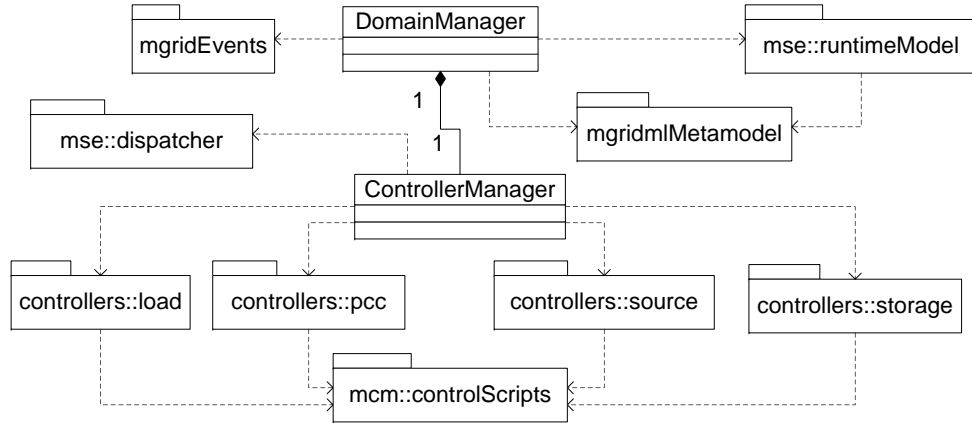 DomainManager
mgridEvents
mse::runtimeModel
1
mse::dispatcher
1
mgridmlMetamodel
ControllerManager
controllers::load
controllers::pcc
controllers::source
controllers::storage
mcm::controlScripts